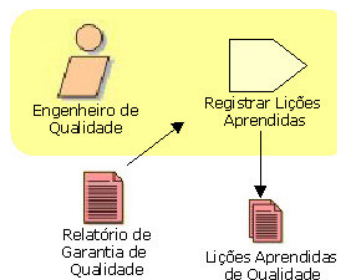 Engenheiro de
Qualidade
Registrar Lições
Aprendidas
Relatório de
Garantia de
Qualidade
Lições Aprendidas
de Qualidade